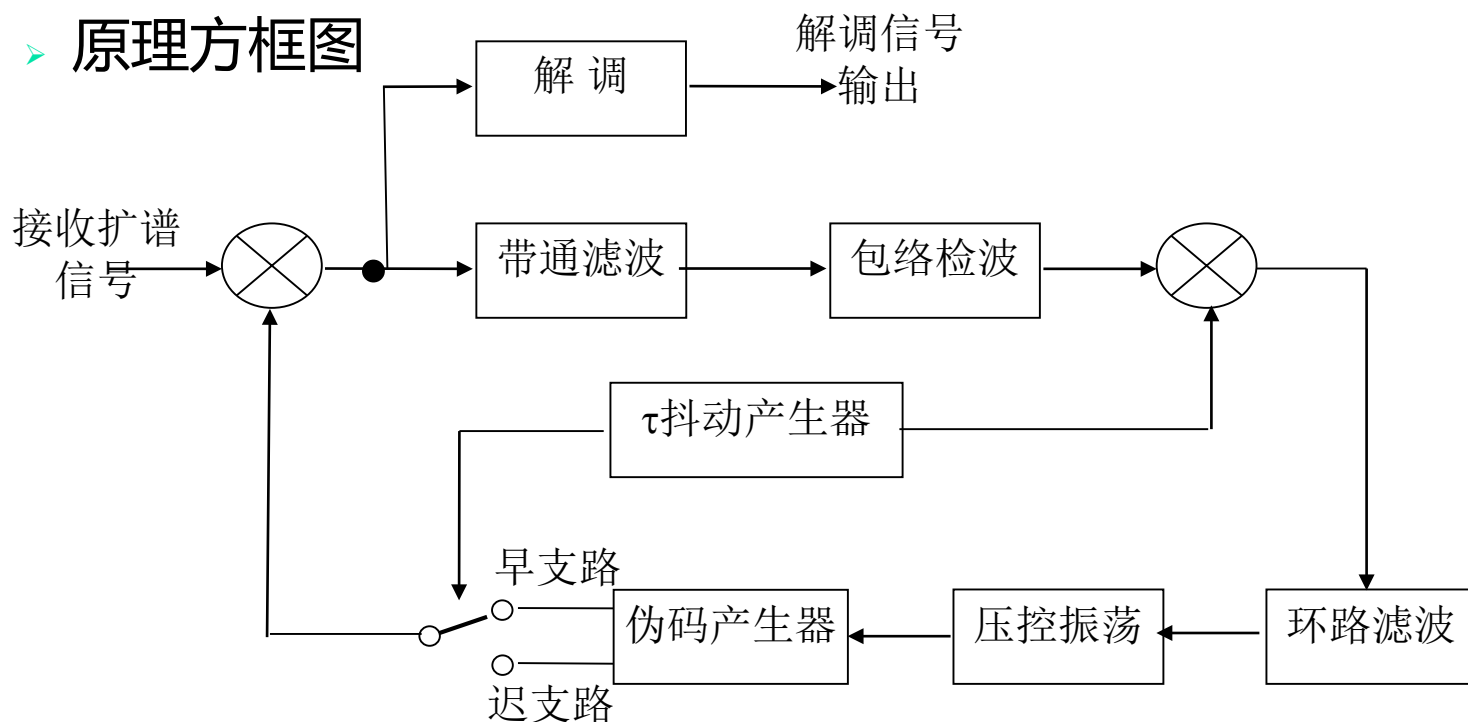 原理方框图
解 调
解调信号
输出
接收扩谱
信号
带通滤波
包络检波
τ抖动产生器
早支路
伪码产生器
压控振荡
环路滤波
迟支路